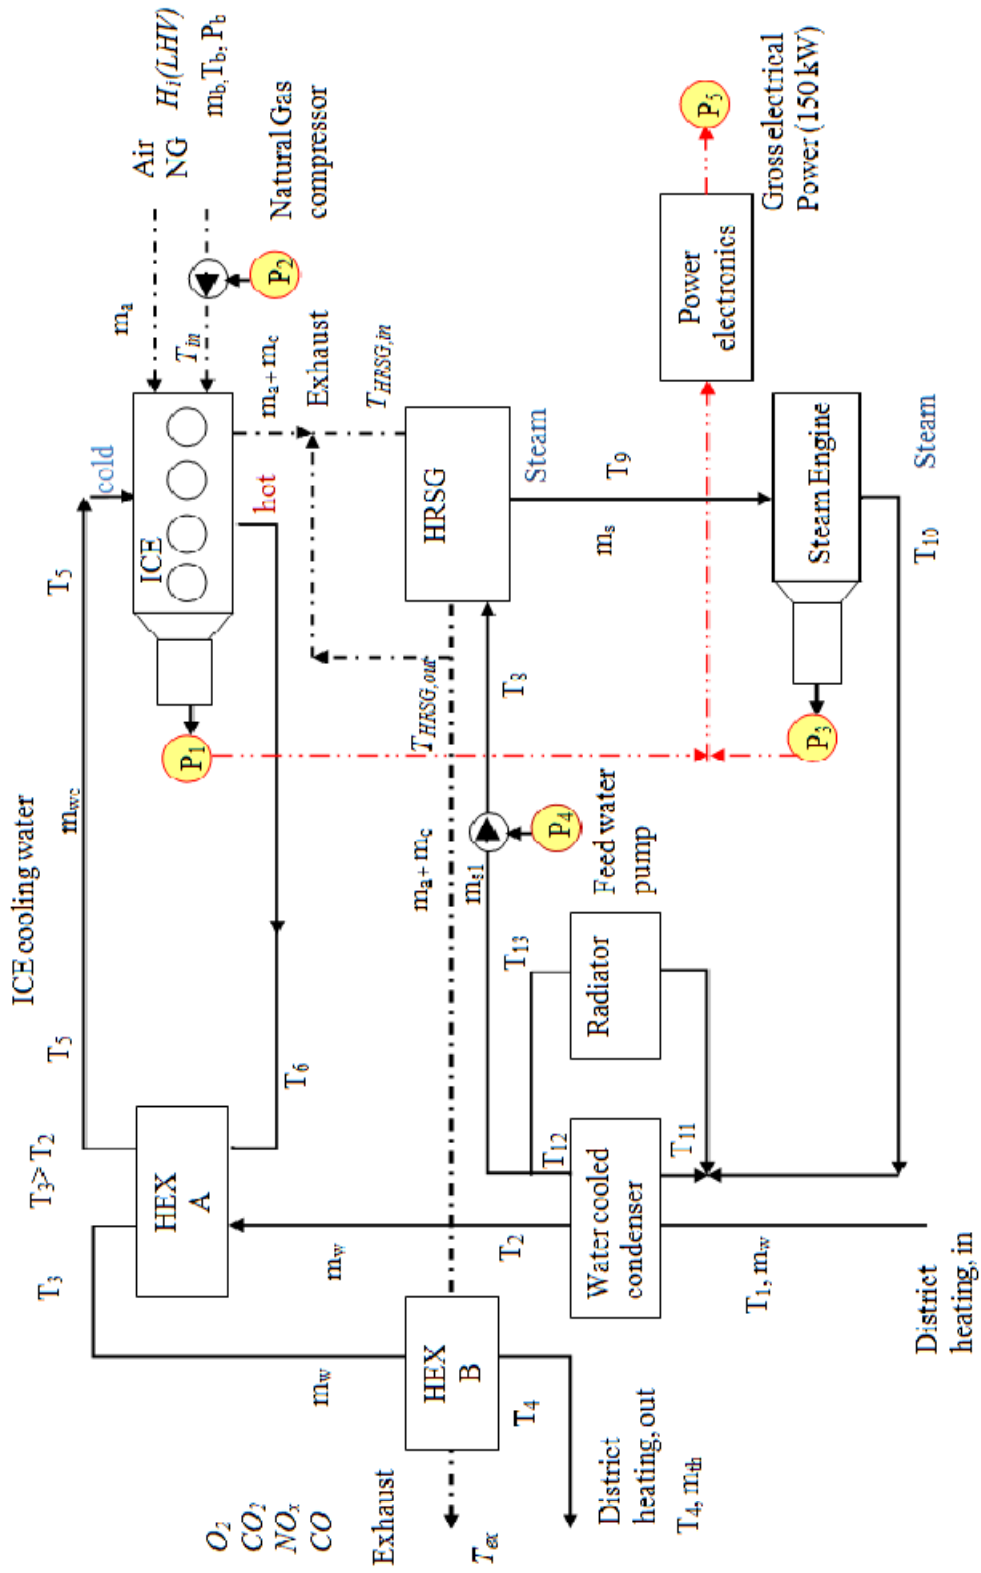 ICE cooling water
T₃
T₃> T₂
T₅
m_wc
T₅
cold
mₐ
Air
NG
Hᵢ(LHV)
m_b,T_b, P_b
HEX
A
ICE
T_in
P₁
O₂
CO₂
NOₓ
CO
T₆
hot
mₐ+ m_c
P₂
Natural Gas
compressor
m_w
m_w
Exhaust
Exhaust
T_HRSG,in
T_ex
HEX
B
mₐ+ m_c
T_HRSG,out
HRSG
T₄
T₂
T₁₂
m_s1
T₁₃
T₈
Steam
P₄
Feed water
pump
District
heating, out
T₄, m_th
Water cooled
condenser
Radiator
m_s
T₉
T₁₁
Power
electronics
P₅
T₁, m_w
Gross electrical
Power (150 kW)
P₃
Steam Engine
District
heating, in
T₁₀
Steam